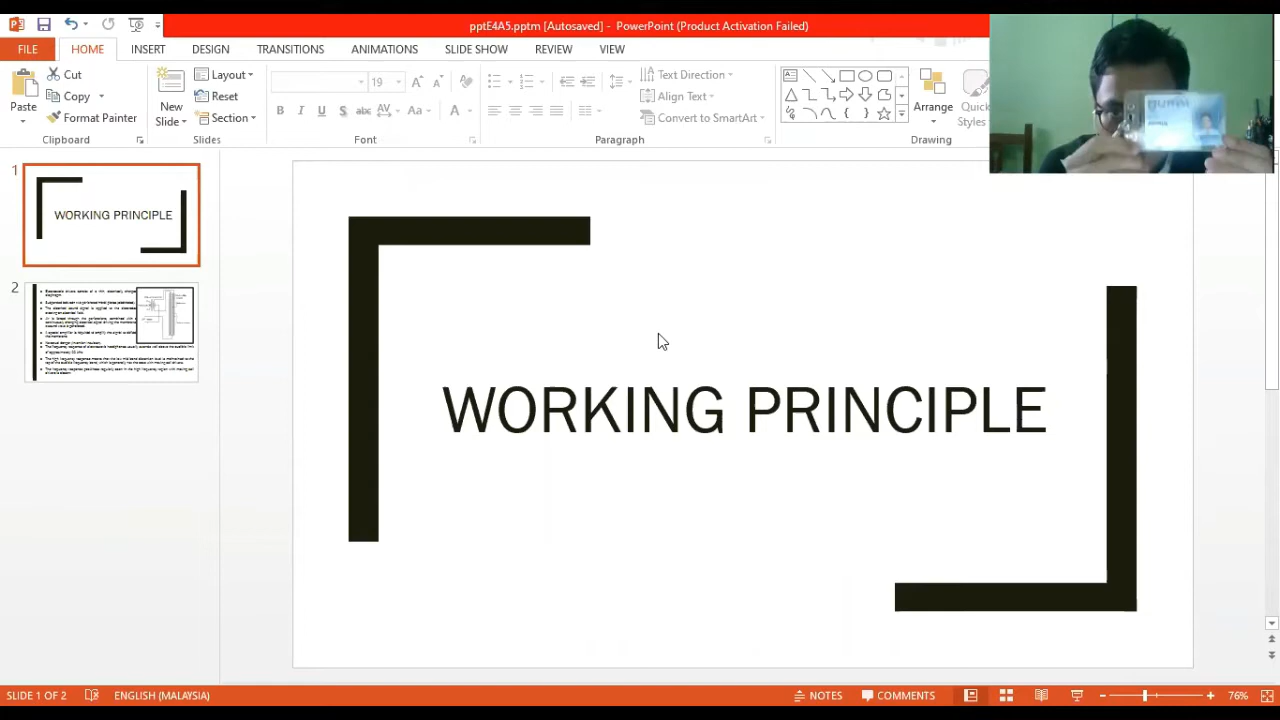 pptE4A5.pptm [Autosaved] - PowerPoint (Product Activation Failed)
FILE
HOME
INSERT
DESIGN
TRANSITIONS
ANIMATIONS
SLIDE SHOW
REVIEW
VIEW
Paste
Cut
Copy
Format Painter
Clipboard
New
Slide
Layout
Reset
Section
Slides
19
Font
Text Direction
Align Text
Convert to SmartArt
Paragraph
Arrange
Quick
Styles
Drawing
1
WORKING PRINCIPLE
2
WORKING PRINCIPLE
SLIDE 1 OF 2
ENGLISH (MALAYSIA)
NOTES
COMMENTS
76%